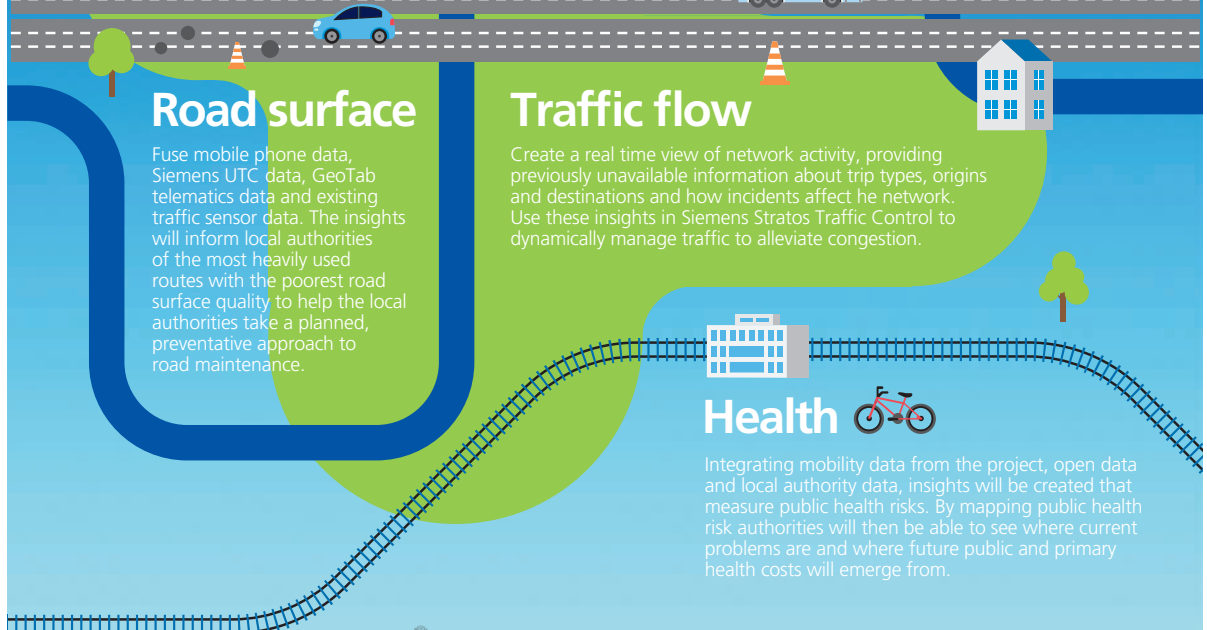 Road surface
Fuse mobile phone data,
Siemens UTC data, GeoTab
telematics data and existing
traffic sensor data. The insights
will inform local authorities
of the most heavily used
routes with the poorest road
surface quality to help the local
authorities take a planned,
preventative approach to
road maintenance.
Traffic flow
Create a real time view of network activity, providing
previously unavailable information about trip types, origins
and destinations and how incidents affect he network.
Use these insights in Siemens Stratos Traffic Control to
dynamically manage traffic to alleviate congestion.
Health
Integrating mobility data from the project, open data
and local authority data, insights will be created that
measure public health risks. By mapping public health
risk authorities will then be able to see where current
problems are and where future public and primary
health costs will emerge from.